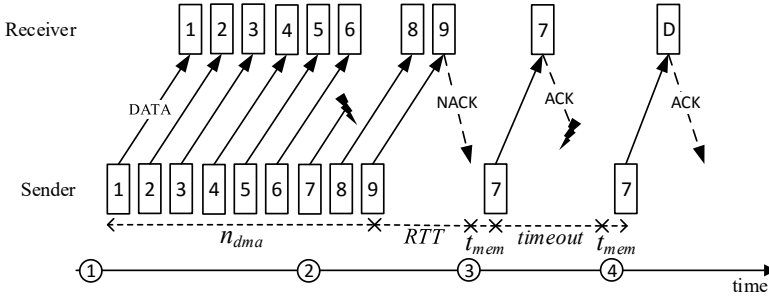 Receiver 1 2 3 4 5 6 8 9 7 D
DATA NACK ACK ACK
Sender 1 2 3 4 5 6 7 8 9 7 7
n_dma RTT t_mem timeout t_mem
1 2 3 4
time